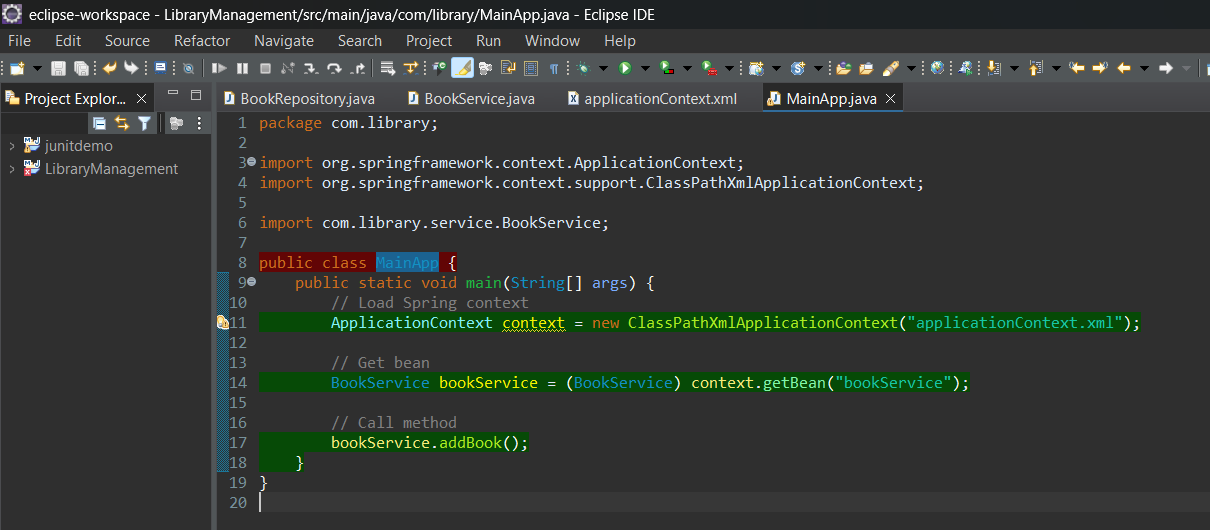 eclipse-workspace - LibraryManagement/src/main/java/com/library/MainApp.java - Eclipse IDE
File Edit Source Refactor Navigate Search Project Run Window Help
Project Explor...
BookRepository.java BookService.java applicationContext.xml MainApp.java
junitdemo
LibraryManagement
1 package com.library;
2
3 import org.springframework.context.ApplicationContext;
4 import org.springframework.context.support.ClassPathXmlApplicationContext;
5
6 import com.library.service.BookService;
7
8 public class MainApp {
9 public static void main(String[] args) {
10 // Load Spring context
11 ApplicationContext context = new ClassPathXmlApplicationContext("applicationContext.xml");
12
13 // Get bean
14 BookService bookService = (BookService) context.getBean("bookService");
15
16 // Call method
17 bookService.addBook();
18 }
19 }
20